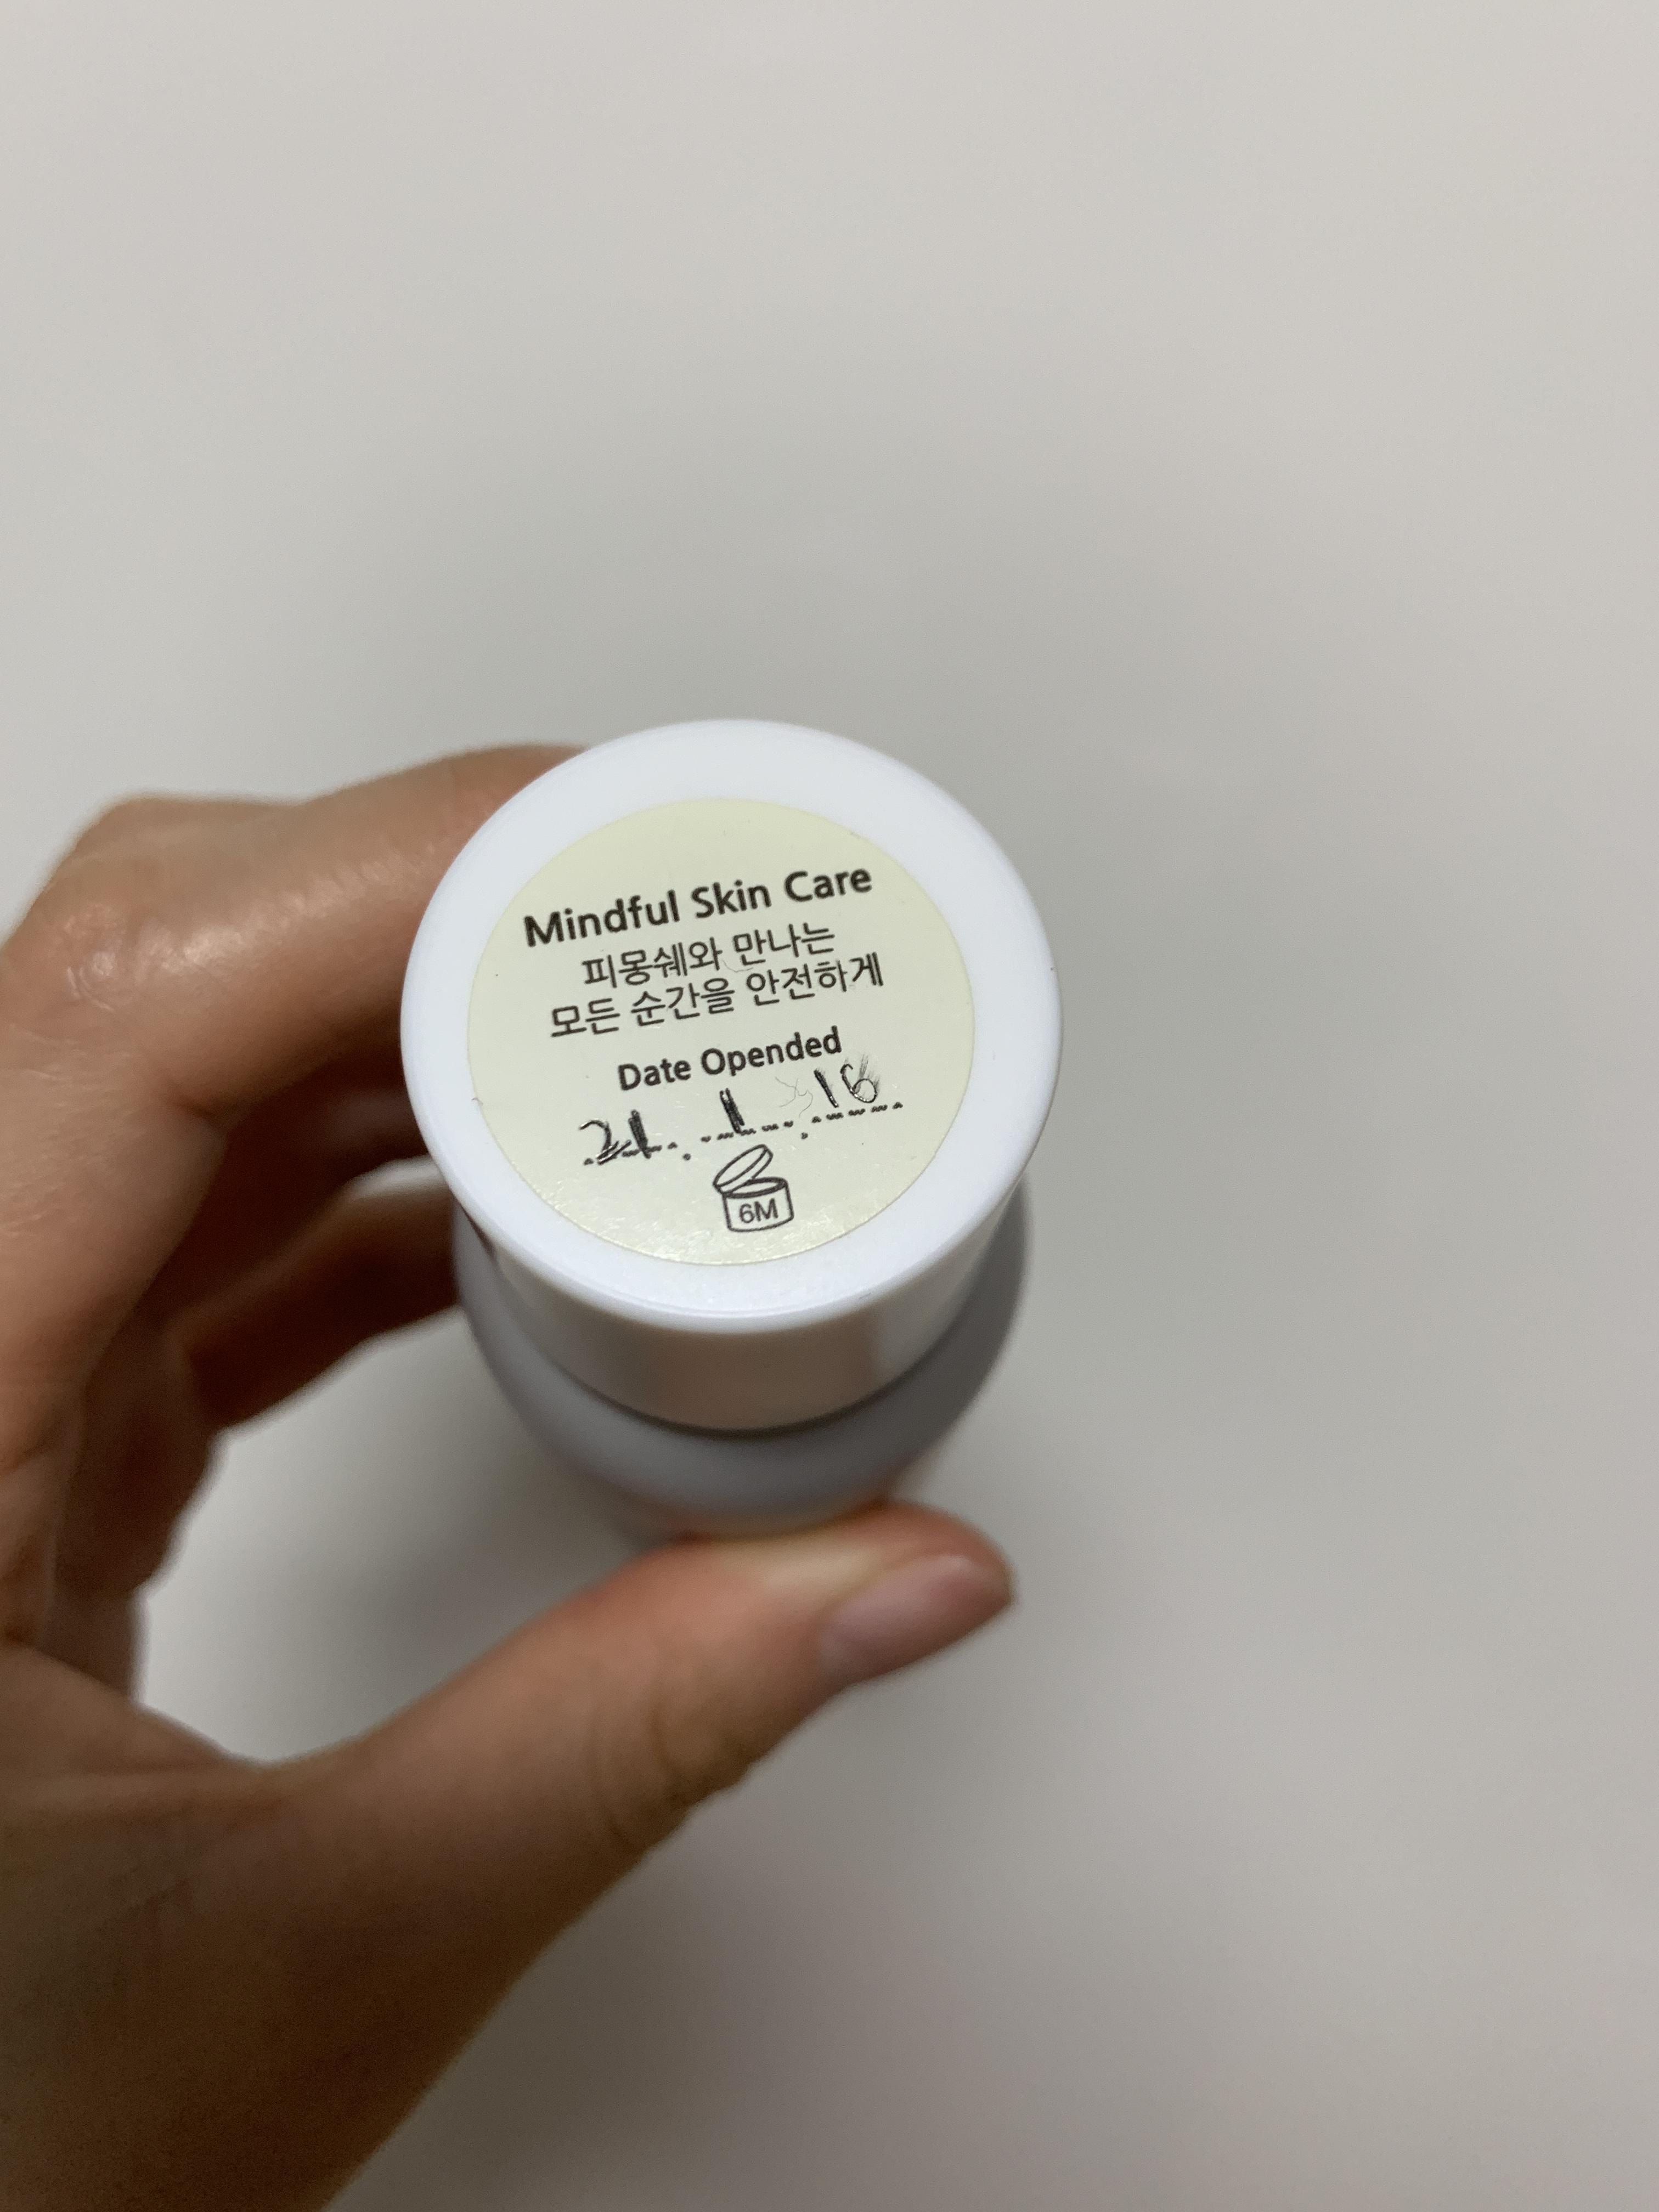 Mindful Skin Care
피몽쉐와 만나는
모든 순간을 안전하게
Date Opended
21. 1. 16
6M